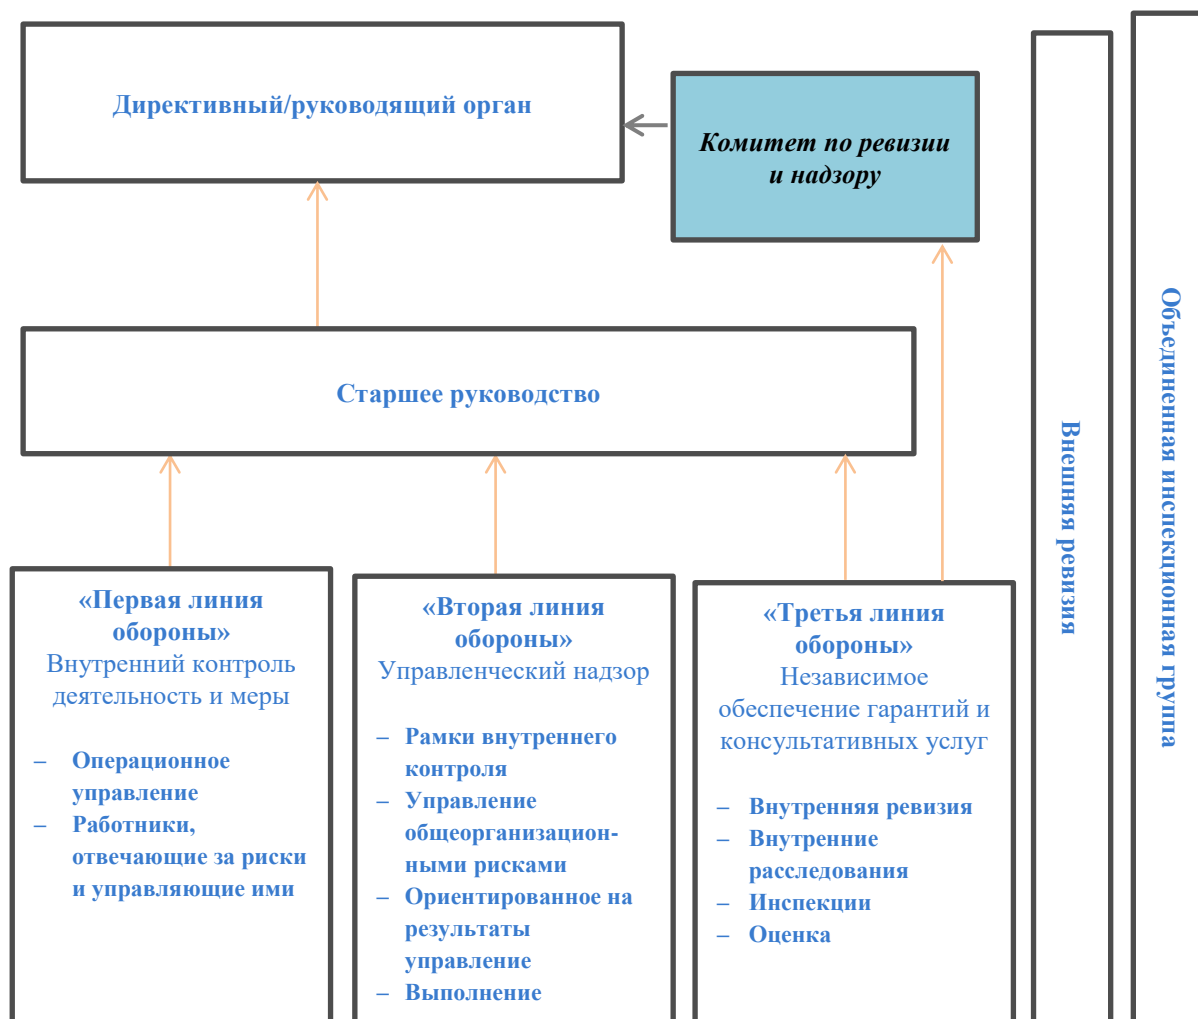 Директивный/руководящий орган
Комитет по ревизии
и надзору
Старшее руководство
«Первая линия
обороны»
Внутренний контроль
деятельность и меры
– Операционное
управление
– Работники,
отвечающие за риски
и управляющие ими
«Вторая линия
обороны»
Управленческий надзор
– Рамки внутреннего
контроля
– Управление
общеорганизацион-
ными рисками
– Ориентированное на
результаты
управление
– Выполнение
«Третья линия
обороны»
Независимое
обеспечение гарантий и
консультативных услуг
– Внутренняя ревизия
– Внутренние
расследования
– Инспекции
– Оценка
Внешняя ревизия
Объединенная инспекционная группа